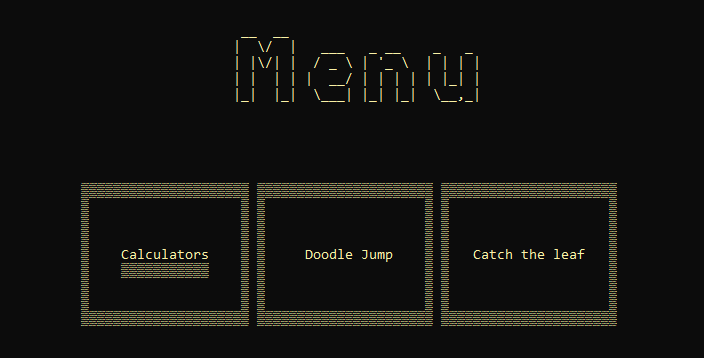 Menu
Calculators
Doodle Jump
Catch the leaf